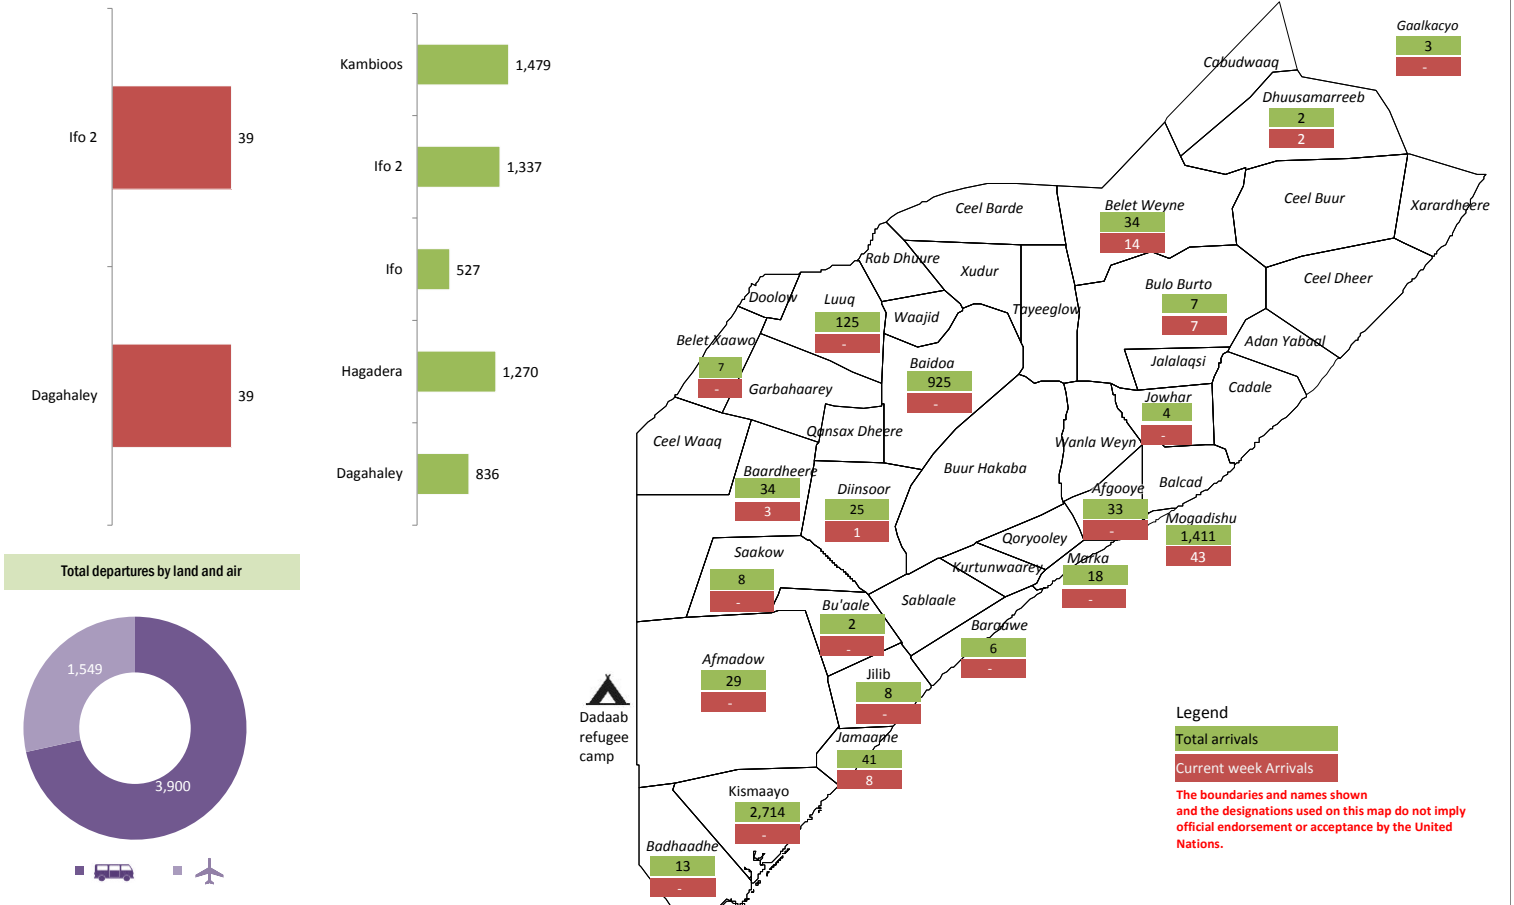 Ifo 2
39
Dagahaley
39
Kambioos
1,479
Ifo 2
1,337
Ifo
527
Hagadera
1,270
Dagahaley
836
Total departures by land and air
1,549
3,900
Gaalkacyo
3
-
Cabudwaaq
Dhuusamarreeb
2
2
Ceel Barde
Belet Weyne
34
14
Ceel Buur
Xarardheere
Rab Dhuure
Xudur
Ceel Dheer
Doolow
Luuq
125
-
Waajid
Tayeeglow
Bulo Burto
7
7
Belet Xaawo
7
-
Garbahaarey
Baidoa
925
-
Jalalaqsi
Adan Yabaal
Cadale
Jowhar
4
-
Ceel Waaq
Qansax Dheere
Wanla Weyn
Buur Hakaba
Baardheere
34
3
Diinsoor
25
1
Afgooye
33
-
Balcad
Mogadishu
1,411
43
Saakow
8
-
Qoryooley
Kurtunwaarey
Marka
18
-
Bu'aale
2
-
Sablaale
Baraawe
6
-
Afmadow
29
-
Jilib
8
-
Dadaab
refugee
camp
Jamaame
41
8
Kismaayo
2,714
-
Badhaadhe
13
-
Legend
Total arrivals
Current week Arrivals
The boundaries and names shown
and the designations used on this map do not imply
official endorsement or acceptance by the United
Nations.